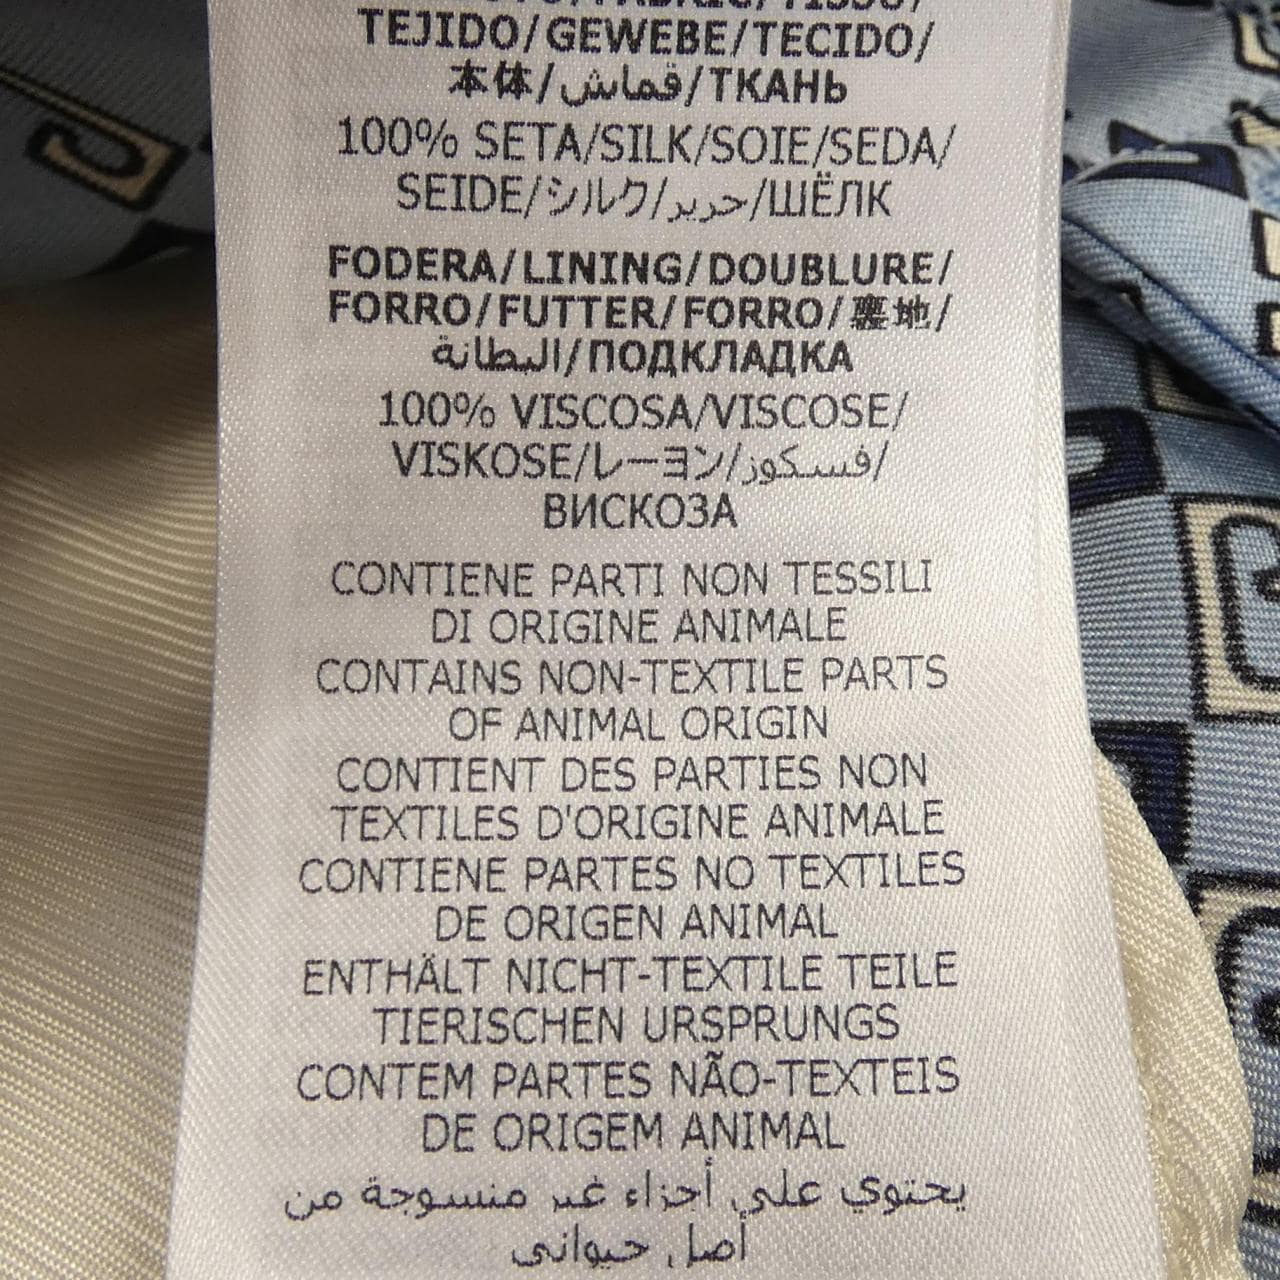 TEJIDO/GEWEBE/TECIDO/
本体/قماش/ТКАНЬ
100% SETA/SILK/SOIE/SEDA/
SEIDE/シルク/حرير/ШЁЛК
FODERA/LINING/DOUBLURE/
FORRO/FUTTER/FORRO/裏地/
البطانة/ПОДКЛАДКА
100% VISCOSA/VISCOSE/
VISKOSE/レーヨン/فسكوز/
ВИСКОЗА
CONTIENE PARTI NON TESSILI
DI ORIGINE ANIMALE
CONTAINS NON-TEXTILE PARTS
OF ANIMAL ORIGIN
CONTIENT DES PARTIES NON
TEXTILES D'ORIGINE ANIMALE
CONTIENE PARTES NO TEXTILES
DE ORIGEN ANIMAL
ENTHÄLT NICHT-TEXTILE TEILE
TIERISCHEN URSPRUNGS
CONTEM PARTES NÃO-TEXTEIS
DE ORIGEM ANIMAL
يحتوي على أجزاء غير منسوجة من
أصل حيواني